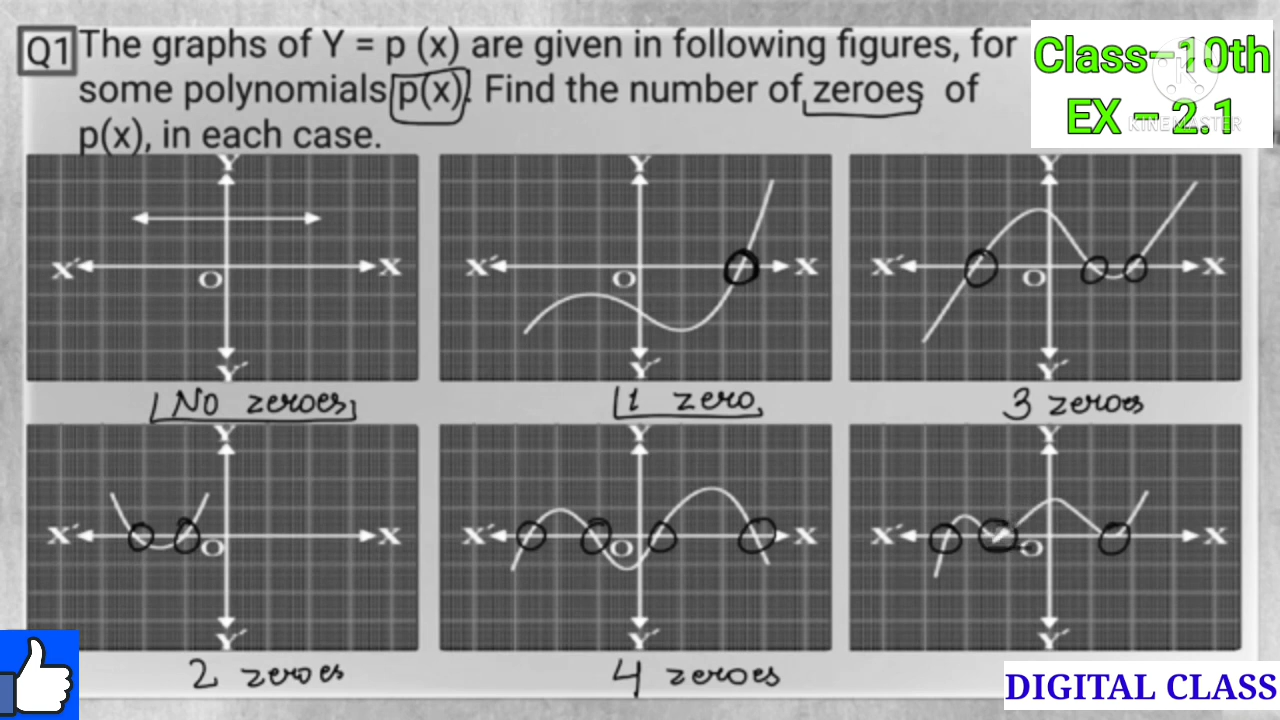 Q1 The graphs of Y = p (x) are given in following figures, for
some polynomials p(x). Find the number of zeroes of
p(x), in each case.
Class-10th
EX - 2.1
K
KINEMASTER
Y Y Y
X' O X X' O X X' O X
Y' Y' Y'
No zeroes 1 zero 3 zeroes
Y Y Y
X' O X X' O X X' O X
Y' Y' Y'
2 zeroes 4 zeroes
DIGITAL CLASS